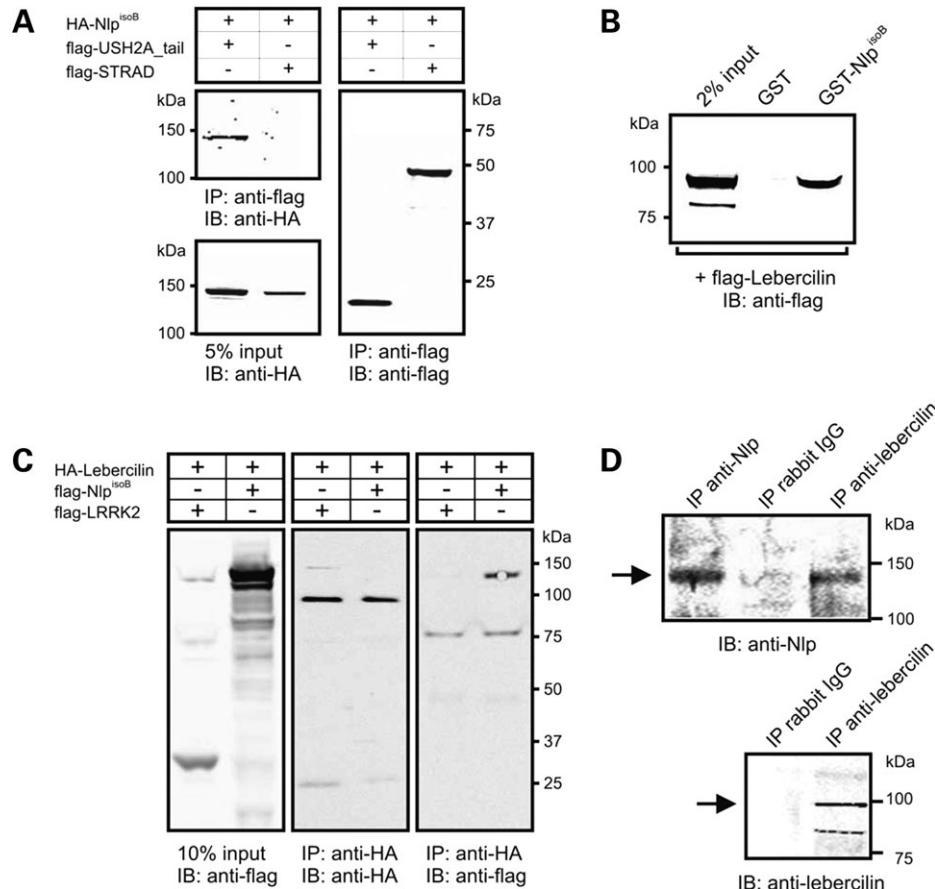 A
HA-Nlp^isoB + + + +
flag-USH2A_tail + - + -
flag-STRAD - + - +
kDa
150
100
IP: anti-flag
IB: anti-HA
kDa
150
100
5% input
IB: anti-HA
kDa
75
50
37
25
IP: anti-flag
IB: anti-flag
B
2% input
GST
GST-Nlp^isoB
kDa
100
75
+ flag-Lebercilin
IB: anti-flag
C
HA-Lebercilin + + + + + +
flag-Nlp^isoB - + - + - +
flag-LRRK2 + - + - + -
kDa
150
100
75
50
37
25
10% input
IB: anti-flag
IP: anti-HA
IB: anti-HA
IP: anti-HA
IB: anti-flag
D
IP anti-Nlp
IP rabbit IgG
IP anti-lebercilin
kDa
150
100
IB: anti-Nlp
IP rabbit IgG
IP anti-lebercilin
kDa
100
75
IB: anti-lebercilin